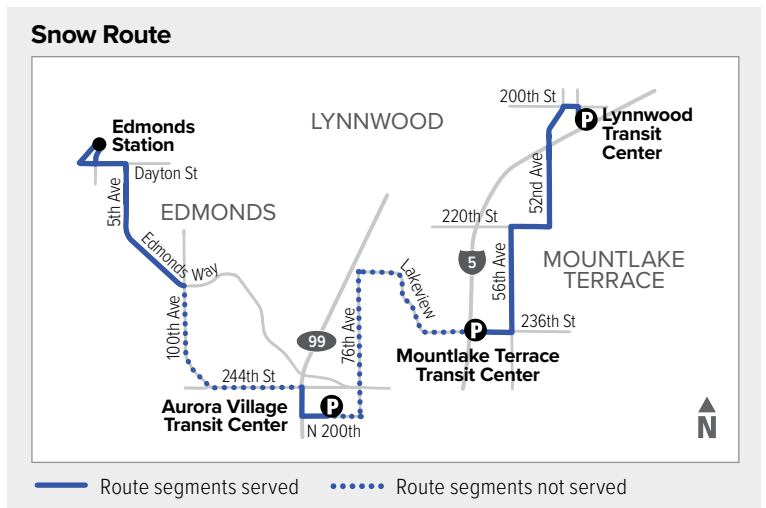 Snow Route
200th St
LYNNWOOD
P
Lynnwood
Transit
Center
Edmonds
Station
Dayton St
5th Ave
52nd Ave
EDMONDS
220th St
Edmonds Way
5
56th Ave
MOUNTLAKE
TERRACE
Lakeview
100th Ave
99
76th Ave
P
236th St
Mountlake Terrace
Transit Center
244th St
Aurora Village
Transit Center
P
N 200th
N
Route segments served
Route segments not served